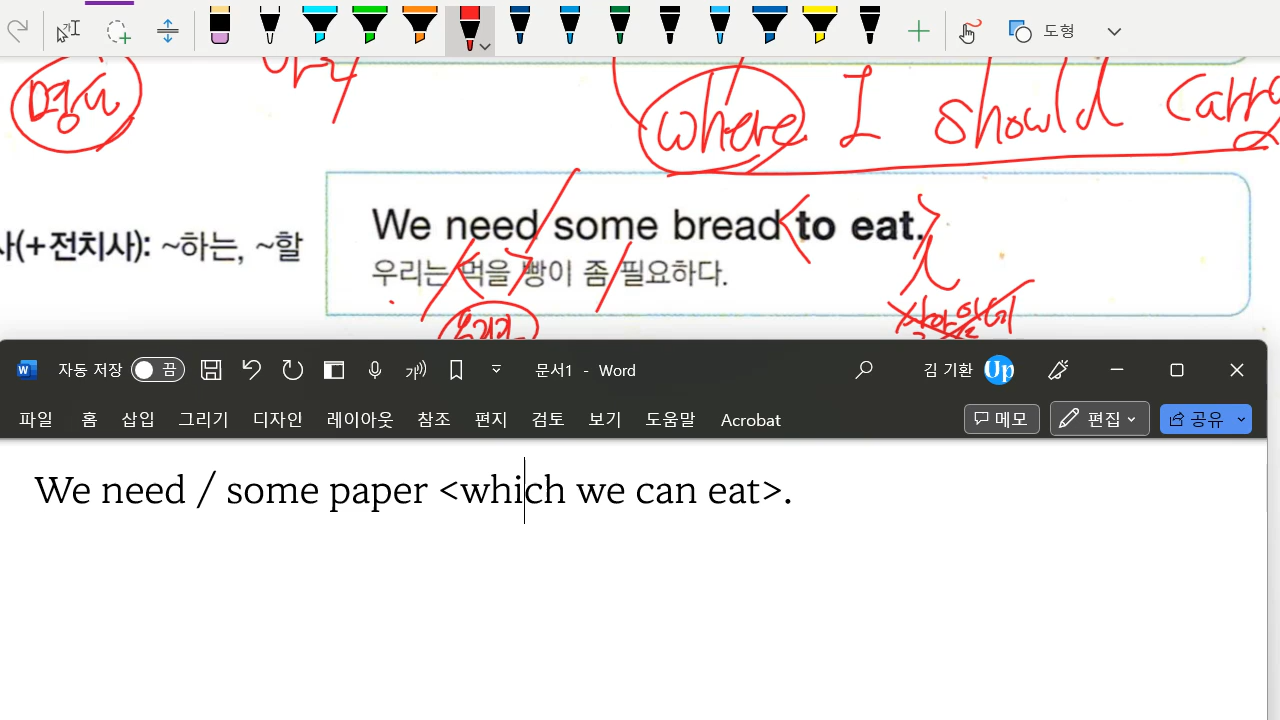 도형
명사
where I should carry
사(+전치사): ~하는, ~할
We need / some bread <to eat.>
우리는 / <먹을> 빵이 좀 / 필요하다.
자동 저장 끔 가)) 문서1 - Word 김 기환 Up
파일 홈 삽입 그리기 디자인 레이아웃 참조 편지 검토 보기 도움말 Acrobat 메모 편집 공유
We need / some paper <which we can eat>.